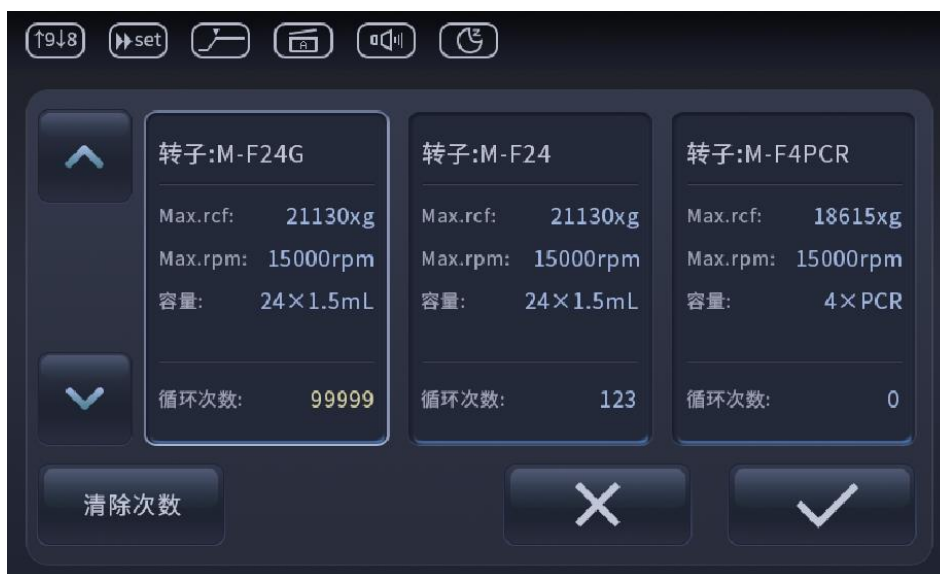 ↑9↓8 set A z
转子:M-F24G
Max.rcf: 21130xg
Max.rpm: 15000rpm
容量: 24×1.5mL
循环次数: 99999
转子:M-F24
Max.rcf: 21130xg
Max.rpm: 15000rpm
容量: 24×1.5mL
循环次数: 123
转子:M-F4PCR
Max.rcf: 18615xg
Max.rpm: 15000rpm
容量: 4×PCR
循环次数: 0
清除次数